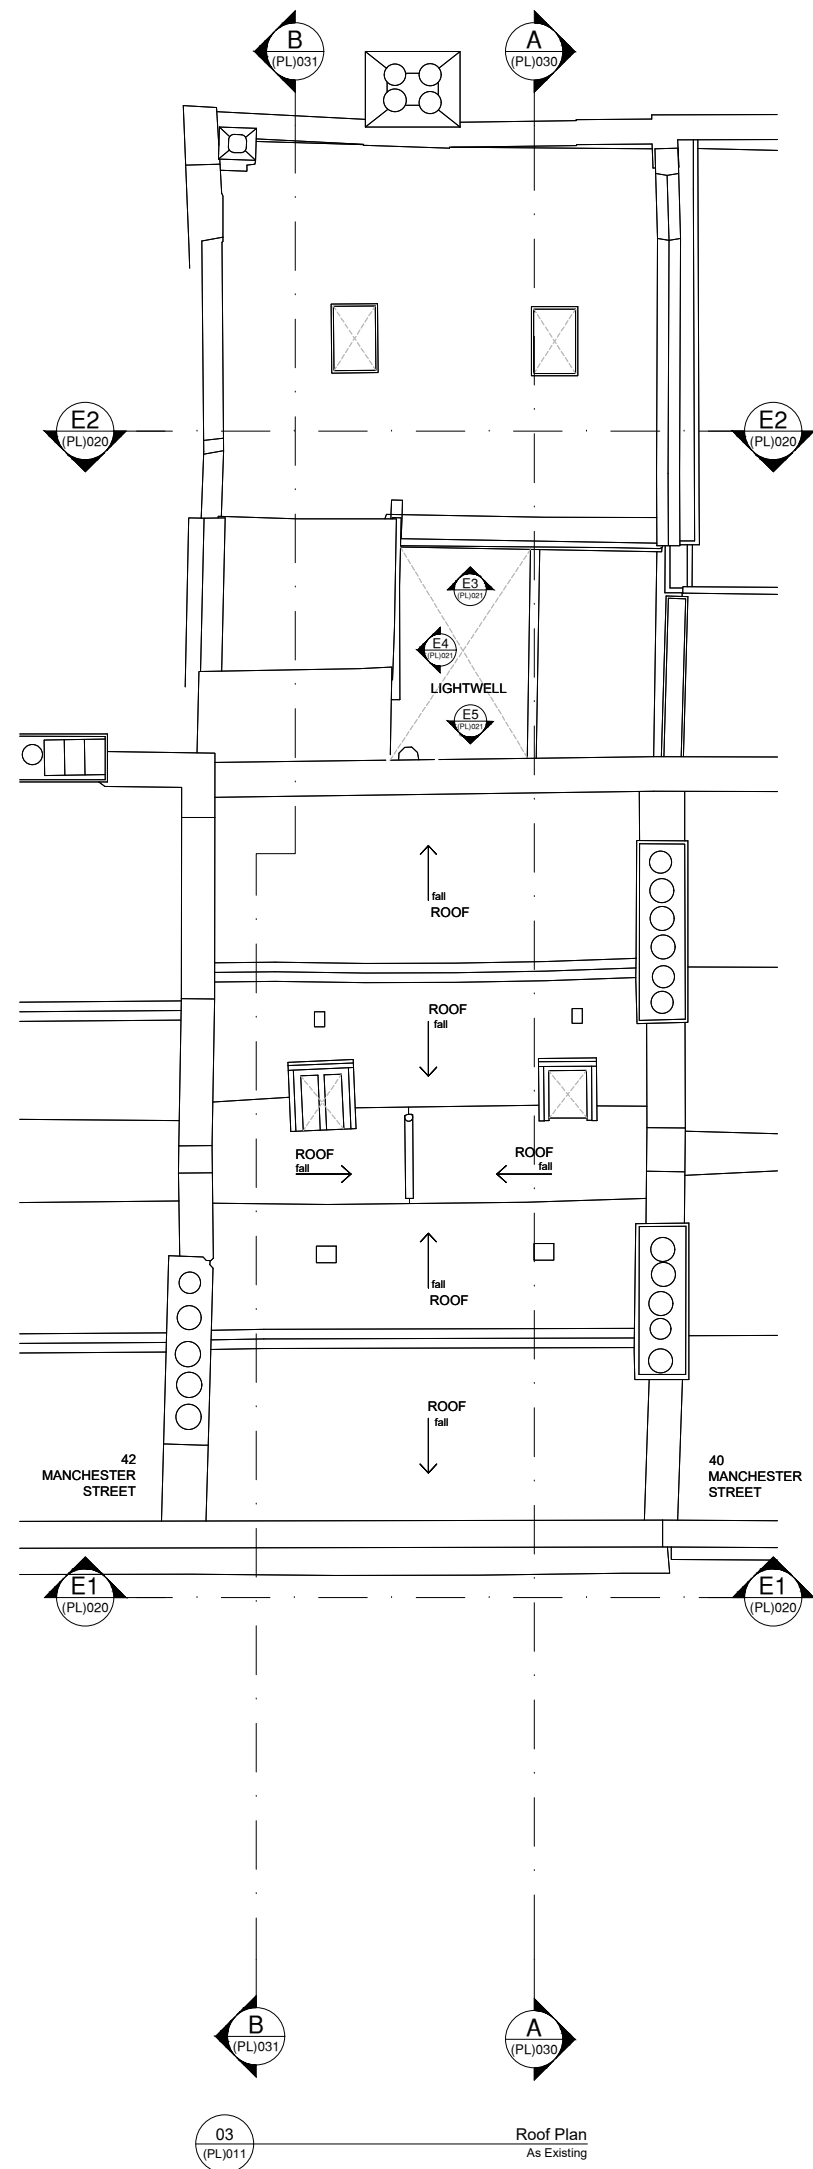 B
(PL)031
A
(PL)030
E2
(PL)020
E2
(PL)020
E3
(PL)021
E4
(PL)021
LIGHTWELL
E5
(PL)021
fall
ROOF
ROOF
fall
ROOF
fall
ROOF
fall
fall
ROOF
ROOF
fall
42
MANCHESTER
STREET
40
MANCHESTER
STREET
E1
(PL)020
E1
(PL)020
B
(PL)031
A
(PL)030
03
(PL)011
Roof Plan
As Existing